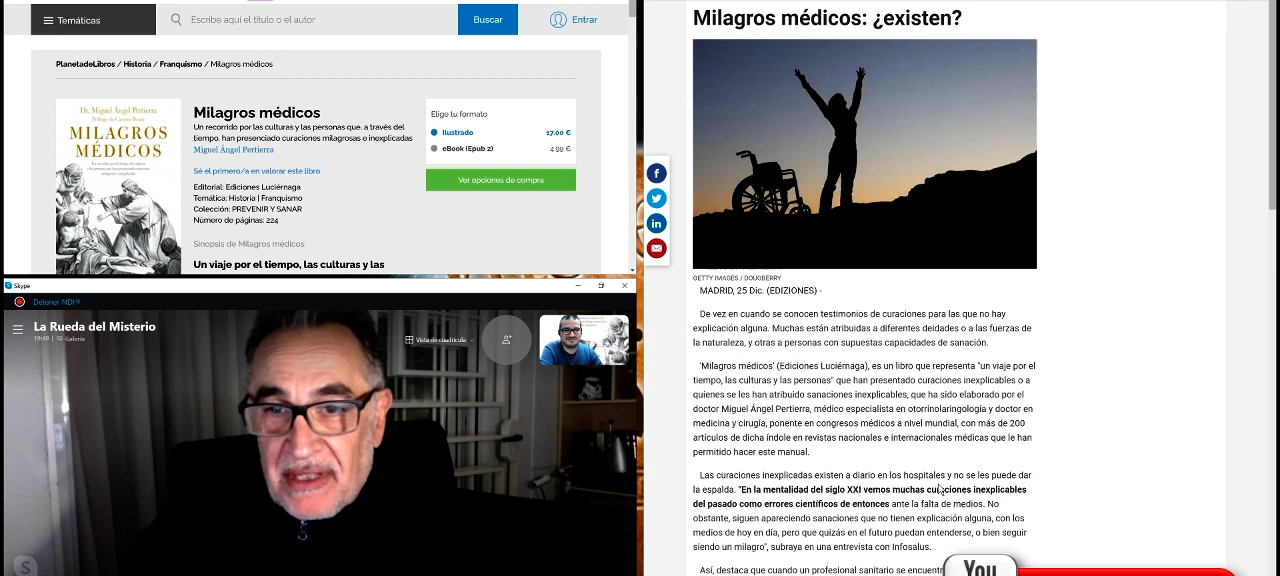 Temáticas
Escribe aquí el título o el autor
Buscar
Entrar
PlanetadeLibros / Historia / Franquismo / Milagros médicos
Dr. Miguel Ángel Pertierra
MILAGROS
MÉDICOS
Milagros médicos
Un recorrido por las culturas y las personas que, a través del
tiempo, han presenciado curaciones milagrosas e inexplicadas
Miguel Ángel Pertierra
Sé el primero/a en valorar este libro
Editorial: Ediciones Luciérnaga
Temática: Historia | Franquismo
Colección: PREVENIR Y SANAR
Número de páginas: 224
Sinopsis de Milagros médicos:
Un viaje por el tiempo, las culturas y las
Elige tu formato
Ilustrado 17.00 €
eBook (Epub 2) 4.99 €
Ver opciones de compra
Skype
Detener NDI®
La Rueda del Misterio
19:40 | Galería
Vista de cuadrícula
Milagros médicos: ¿existen?
GETTY IMAGES / DOUGBERRY
MADRID, 25 Dic. (EDIZIONES) -
De vez en cuando se conocen testimonios de curaciones para las que no hay
explicación alguna. Muchas están atribuidas a diferentes deidades o a las fuerzas de
la naturaleza, y otras a personas con supuestas capacidades de sanación.
'Milagros médicos' (Ediciones Luciérnaga), es un libro que representa "un viaje por el
tiempo, las culturas y las personas" que han presentado curaciones inexplicables o a
quienes se les han atribuido sanaciones inexplicables, que ha sido elaborado por el
doctor Miguel Ángel Pertierra, médico especialista en otorrinolaringología y doctor en
medicina y cirugía, ponente en congresos médicos a nivel mundial, con más de 200
artículos de dicha índole en revistas nacionales e internacionales médicas que le han
permitido hacer este manual.
Las curaciones inexplicadas existen a diario en los hospitales y no se les puede dar
la espalda. "En la mentalidad del siglo XXI vemos muchas curaciones inexplicables
del pasado como errores científicos de entonces ante la falta de medios. No
obstante, siguen apareciendo sanaciones que no tienen explicación alguna, con los
medios de hoy en día, pero que quizás en el futuro puedan entenderse, o bien seguir
siendo un milagro", subraya en una entrevista con Infosalus.
Así, destaca que cuando un profesional sanitario se encuentr
You